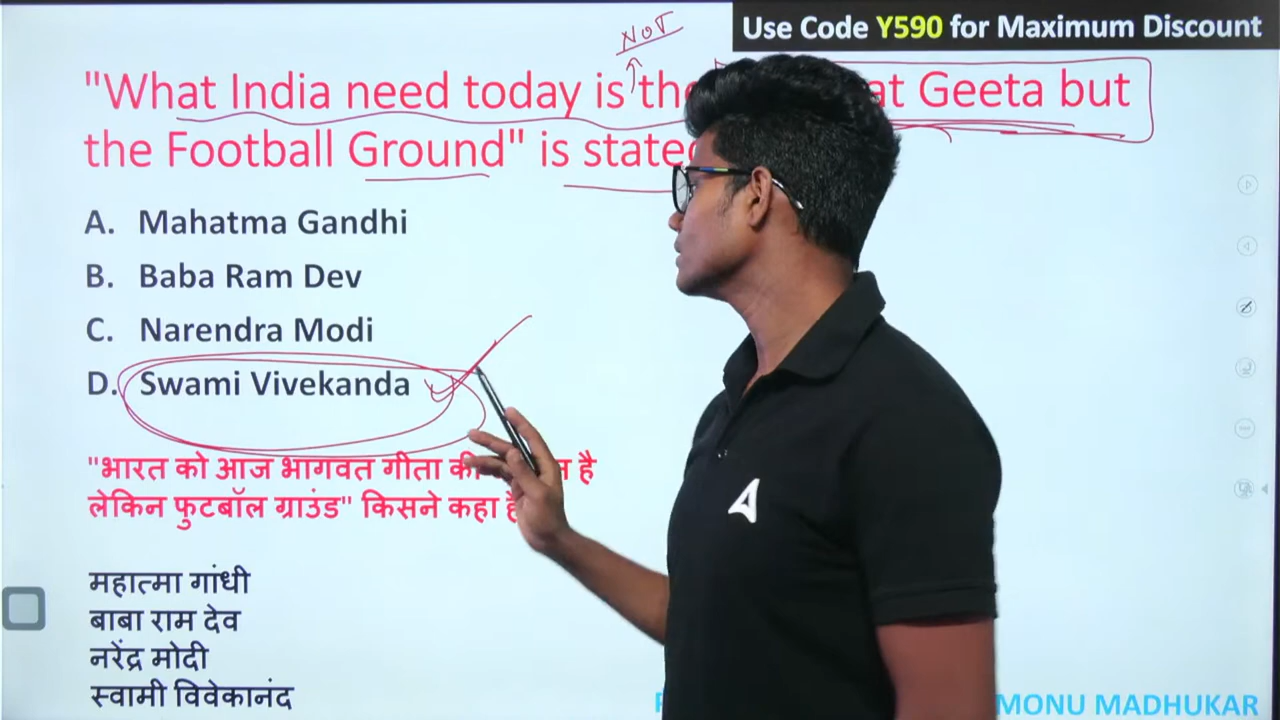 Use Code Y590 for Maximum Discount
NOT
"What India need today is the at Geeta but
the Football Ground" is stated
A. Mahatma Gandhi
B. Baba Ram Dev
C. Narendra Modi
D. Swami Vivekanda
"भारत को आज भागवत गीता की है
लेकिन फुटबॉल ग्राउंड" किसने कहा
महात्मा गांधी
बाबा राम देव
नरेंद्र मोदी
स्वामी विवेकानंद
MONU MADHUKAR